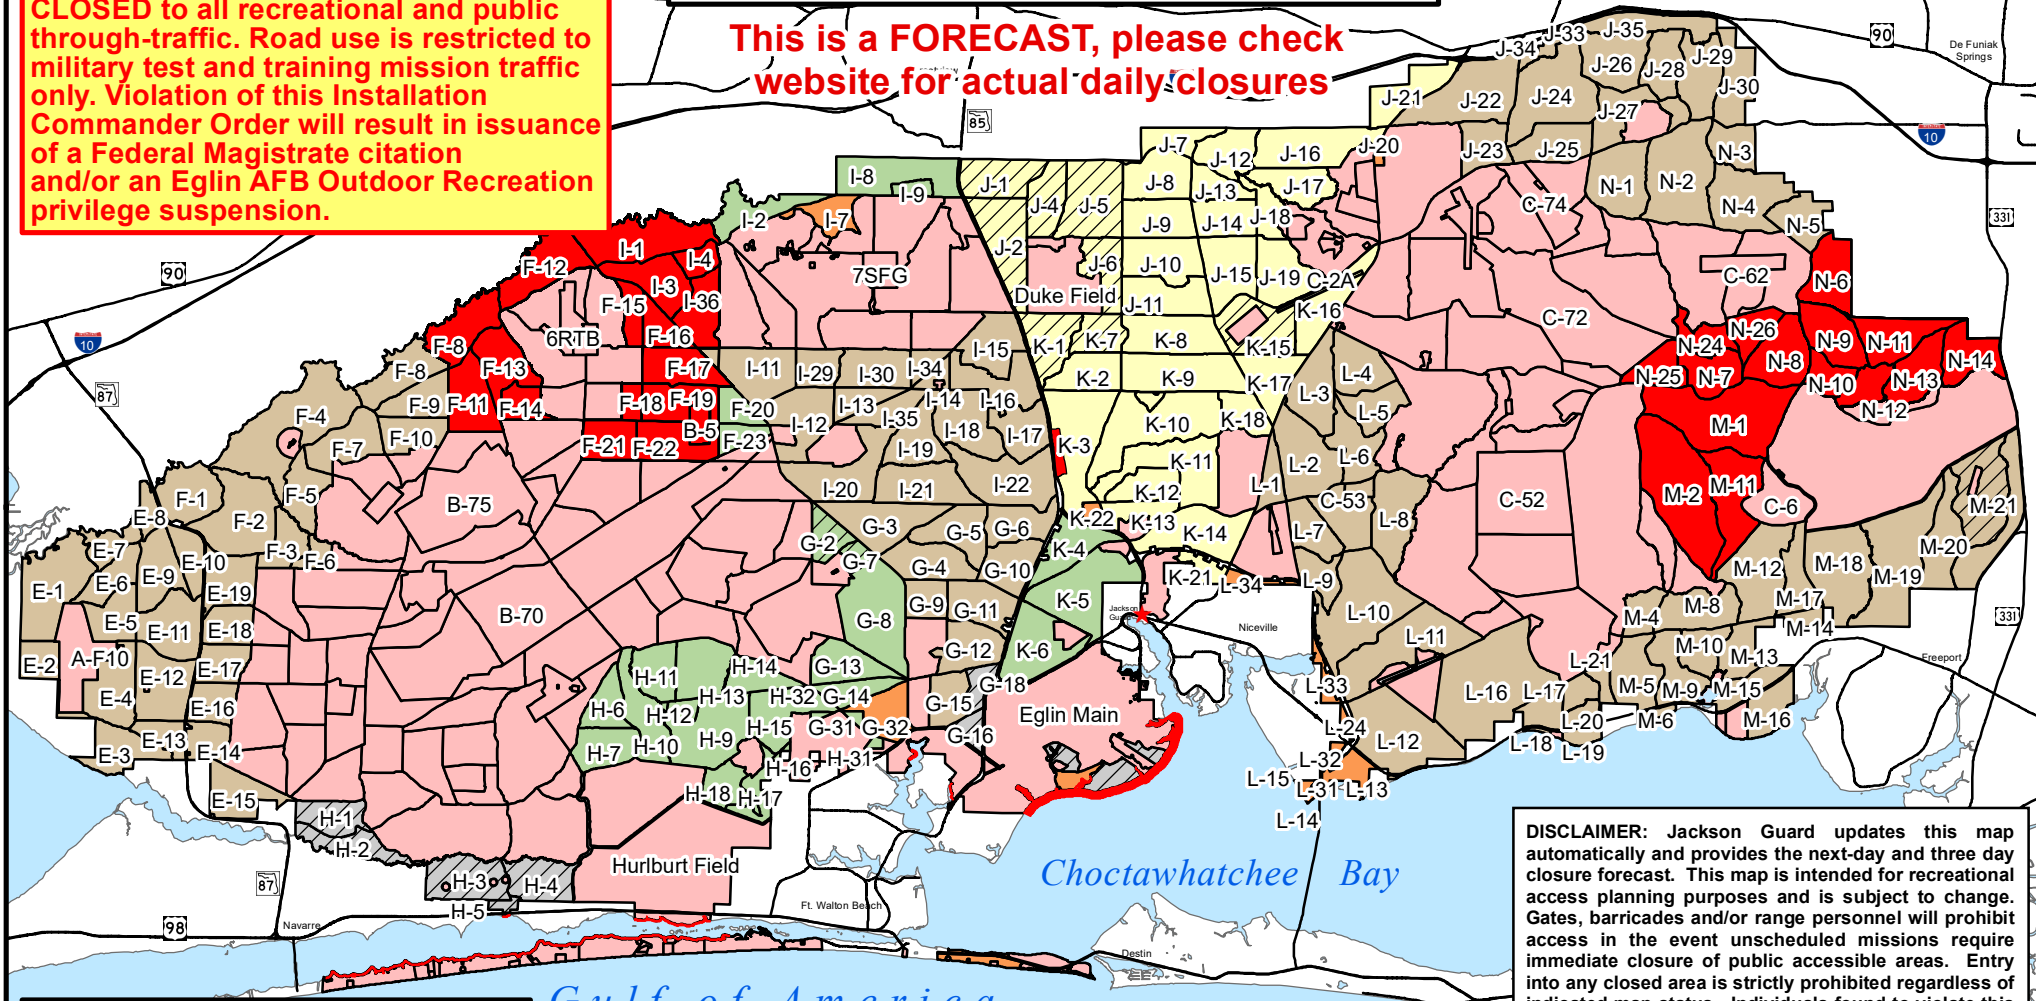 CLOSED to all recreational and public
through-traffic. Road use is restricted to
military test and training mission traffic
only. Violation of this Installation
Commander Order will result in issuance
of a Federal Magistrate citation
and/or an Eglin AFB Outdoor Recreation
privilege suspension.
This is a FORECAST, please check
website for actual daily closures
90
De Funiak
Springs
85
10
331
90
10
87
J-33
J-35
J-34
J-26
J-28
J-29
J-30
J-21
J-22
J-24
J-27
J-20
J-23
J-25
N-3
N-1
N-2
N-4
N-5
C-74
J-7
J-12
J-16
J-8
J-13
J-17
J-9
J-14
J-18
J-10
J-15
J-19
C-2A
J-11
J-1
J-4
J-5
J-2
J-6
Duke Field
I-8
I-9
I-2
I-7
7SFG
I-1
I-4
F-12
I-3
F-15
I-36
6RTB
F-16
F-8
F-13
F-17
F-11
F-14
F-18
F-19
B-5
F-21
F-22
F-20
F-23
F-8
F-9
F-4
F-7
F-10
F-1
F-5
F-2
F-3
F-6
B-75
B-70
E-8
E-7
E-10
E-1
E-6
E-9
E-19
E-5
E-11
E-18
E-2
A-F10
E-12
E-17
E-4
E-16
E-3
E-13
E-14
E-15
I-15
I-11
I-29
I-30
I-34
I-14
I-16
I-13
I-35
I-12
I-18
I-17
I-19
I-20
I-21
I-22
G-2
G-3
G-5
G-6
G-7
G-4
G-10
G-9
G-11
G-8
G-12
G-13
G-14
G-15
G-18
G-16
G-31
G-32
K-16
K-1
K-7
K-8
K-15
K-2
K-9
K-17
K-10
K-18
K-3
K-11
K-12
K-22
K-13
K-14
K-4
K-21
K-5
K-6
C-62
C-72
C-52
C-53
C-6
N-6
N-26
N-24
N-9
N-11
N-8
N-14
N-25
N-7
N-10
N-13
N-12
M-1
M-2
M-11
M-21
M-20
M-12
M-18
M-19
M-17
M-8
M-4
M-14
M-10
M-13
M-5
M-9
M-15
M-6
M-16
L-4
L-3
L-5
L-6
L-2
L-1
L-7
L-8
L-9
L-34
L-10
L-11
L-21
L-16
L-17
L-33
L-24
L-12
L-20
L-18
L-19
L-32
L-15
L-31
L-13
L-14
H-11
H-14
H-13
H-32
H-6
H-12
H-15
H-7
H-10
H-9
H-16
H-31
H-18
H-17
H-1
H-2
H-3
H-4
H-5
Jackson
Guard
Niceville
Eglin Main
Freeport
331
Hurlburt Field
87
98
Navarre
Ft. Walton Beach
Destin
Choctawhatchee Bay
Gulf of America
DISCLAIMER: Jackson Guard updates this map
automatically and provides the next-day and three day
closure forecast. This map is intended for recreational
access planning purposes and is subject to change.
Gates, barricades and/or range personnel will prohibit
access in the event unscheduled missions require
immediate closure of public accessible areas. Entry
into any closed area is strictly prohibited regardless of
indicated map status. Individuals found to violate this